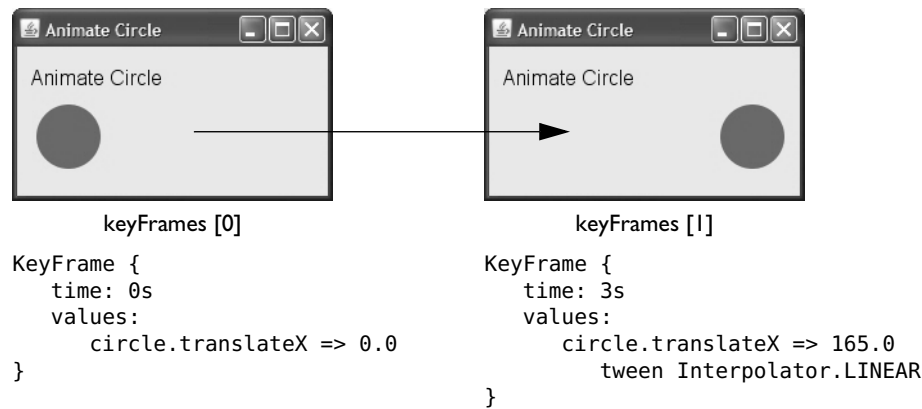 Animate Circle
Animate Circle
keyFrames [0]
KeyFrame {
   time: 0s
   values:
      circle.translateX => 0.0
}
Animate Circle
Animate Circle
keyFrames [1]
KeyFrame {
   time: 3s
   values:
      circle.translateX => 165.0
         tween Interpolator.LINEAR
}